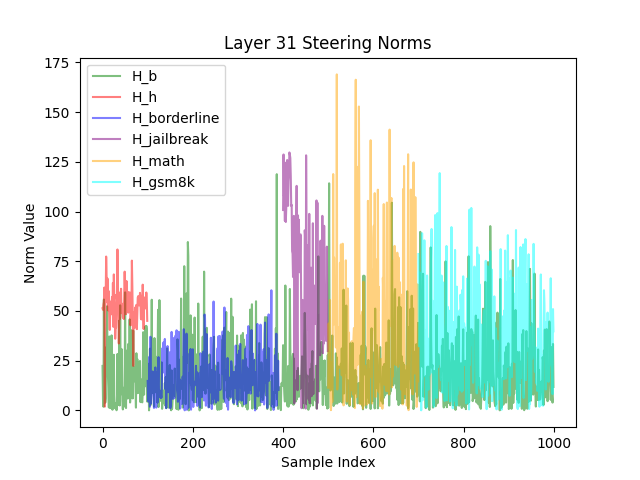 Layer 31 Steering Norms
175
150
125
100
75
50
25
0
Norm Value
H_b
H_h
H_borderline
H_jailbreak
H_math
H_gsm8k
0 200 400 600 800 1000
Sample Index